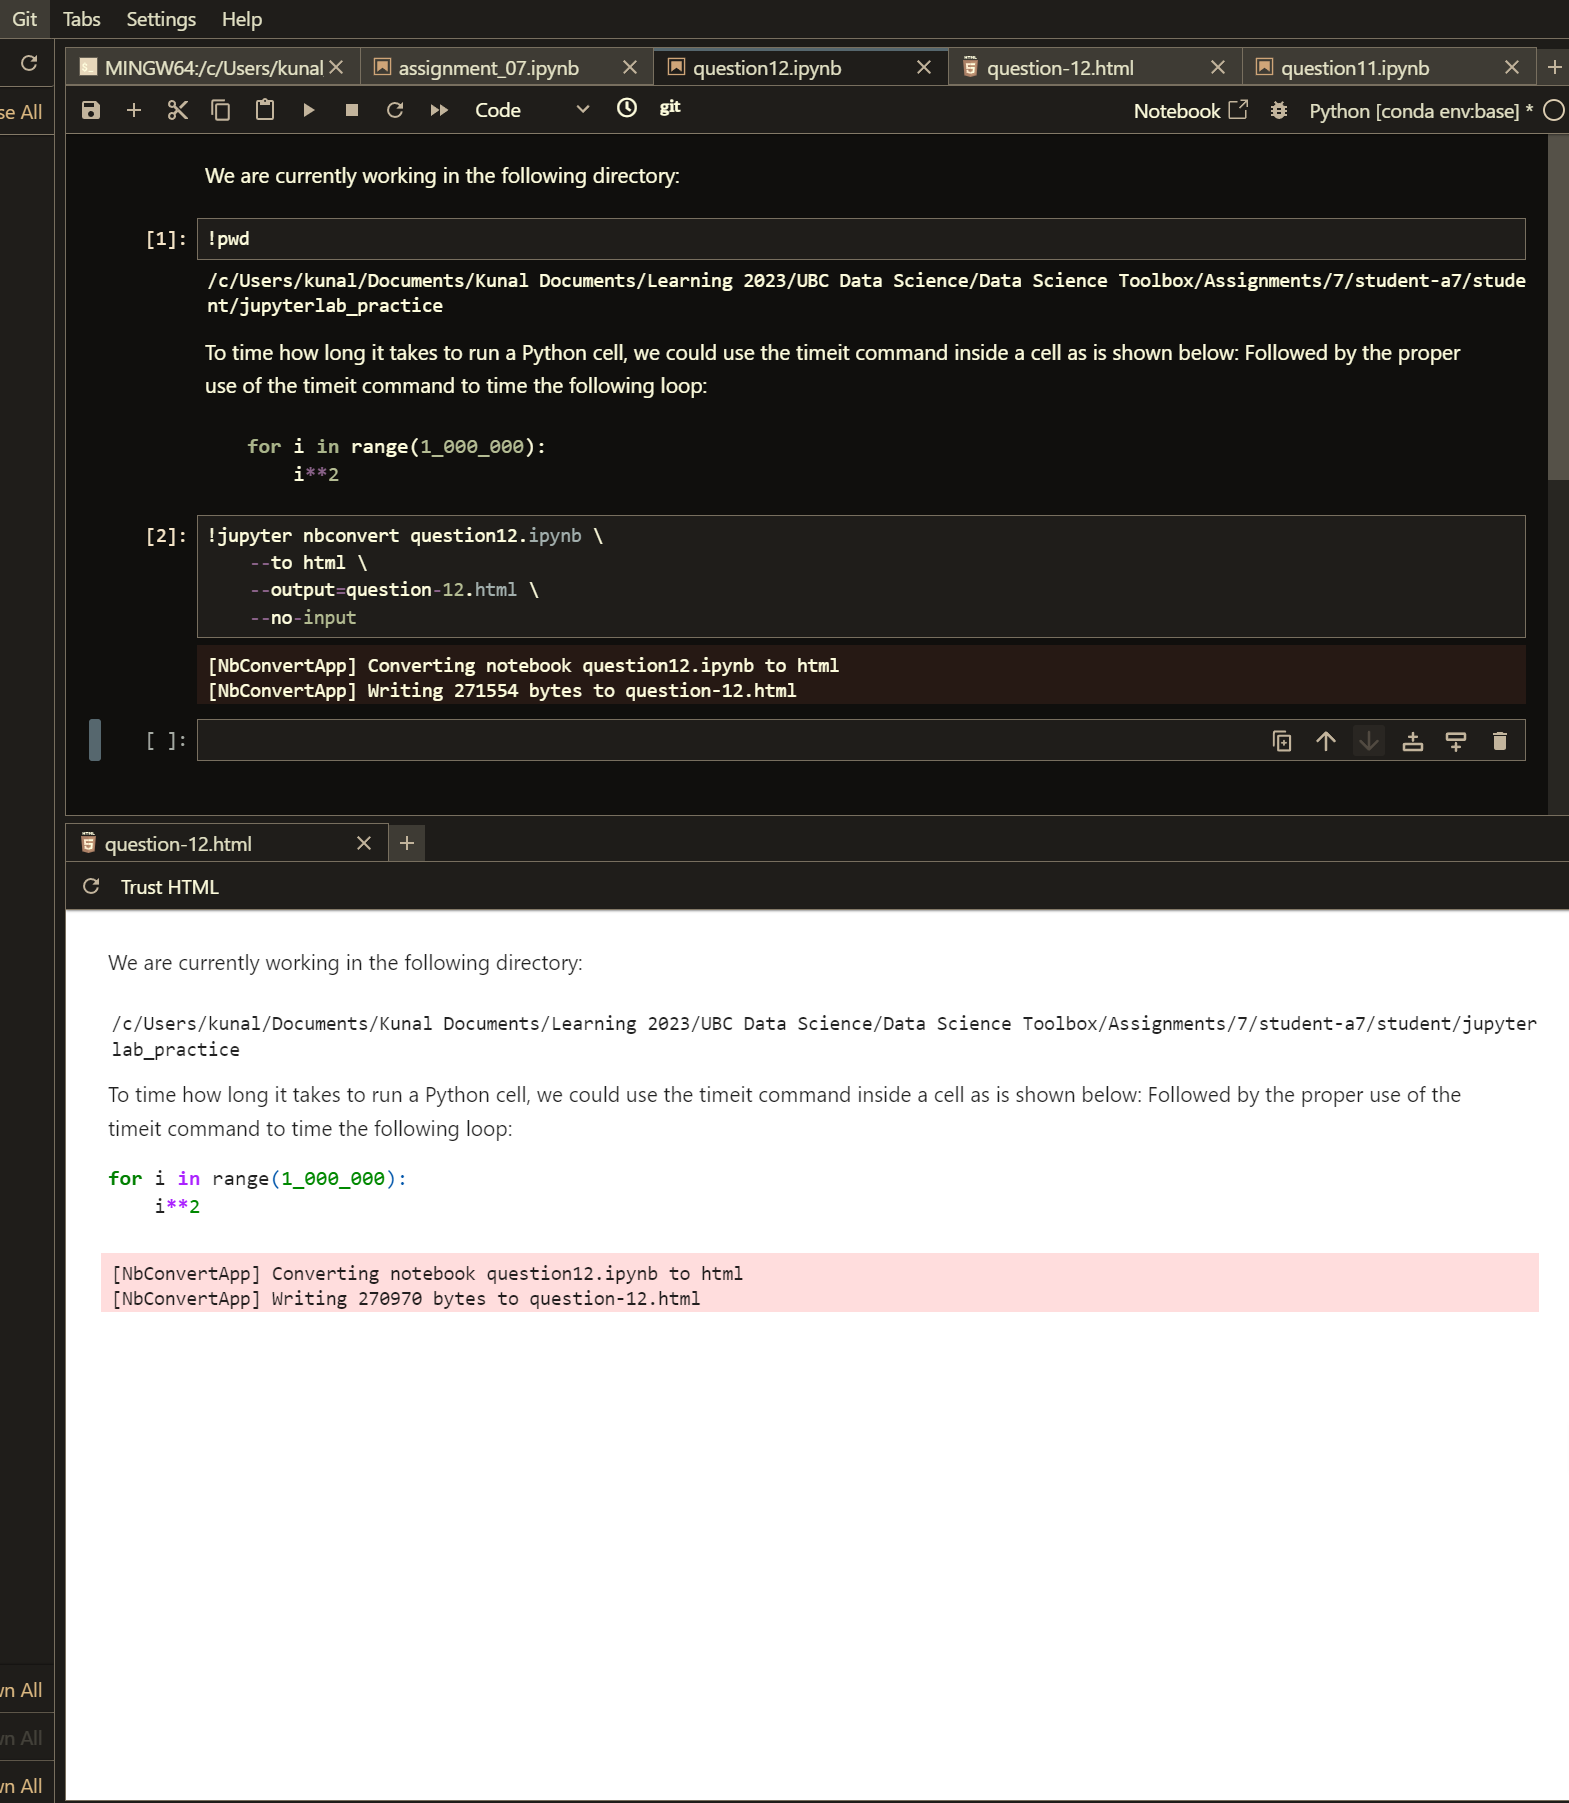 Git Tabs Settings Help
MINGW64:/c/Users/kunal assignment_07.ipynb question12.ipynb question-12.html question11.ipynb
se All
Code git Notebook Python [conda env:base] *
We are currently working in the following directory:
[1]: !pwd
/c/Users/kunal/Documents/Kunal Documents/Learning 2023/UBC Data Science/Data Science Toolbox/Assignments/7/student-a7/stude
nt/jupyterlab_practice
To time how long it takes to run a Python cell, we could use the timeit command inside a cell as is shown below: Followed by the proper
use of the timeit command to time the following loop:
for i in range(1_000_000):
i**2
[2]: !jupyter nbconvert question12.ipynb \
--to html \
--output=question-12.html \
--no-input
[NbConvertApp] Converting notebook question12.ipynb to html
[NbConvertApp] Writing 271554 bytes to question-12.html
[ ]:
question-12.html
Trust HTML
We are currently working in the following directory:
/c/Users/kunal/Documents/Kunal Documents/Learning 2023/UBC Data Science/Data Science Toolbox/Assignments/7/student-a7/student/jupyter
lab_practice
To time how long it takes to run a Python cell, we could use the timeit command inside a cell as is shown below: Followed by the proper use of the
timeit command to time the following loop:
for i in range(1_000_000):
i**2
[NbConvertApp] Converting notebook question12.ipynb to html
[NbConvertApp] Writing 270970 bytes to question-12.html
wn All
wn All
wn All